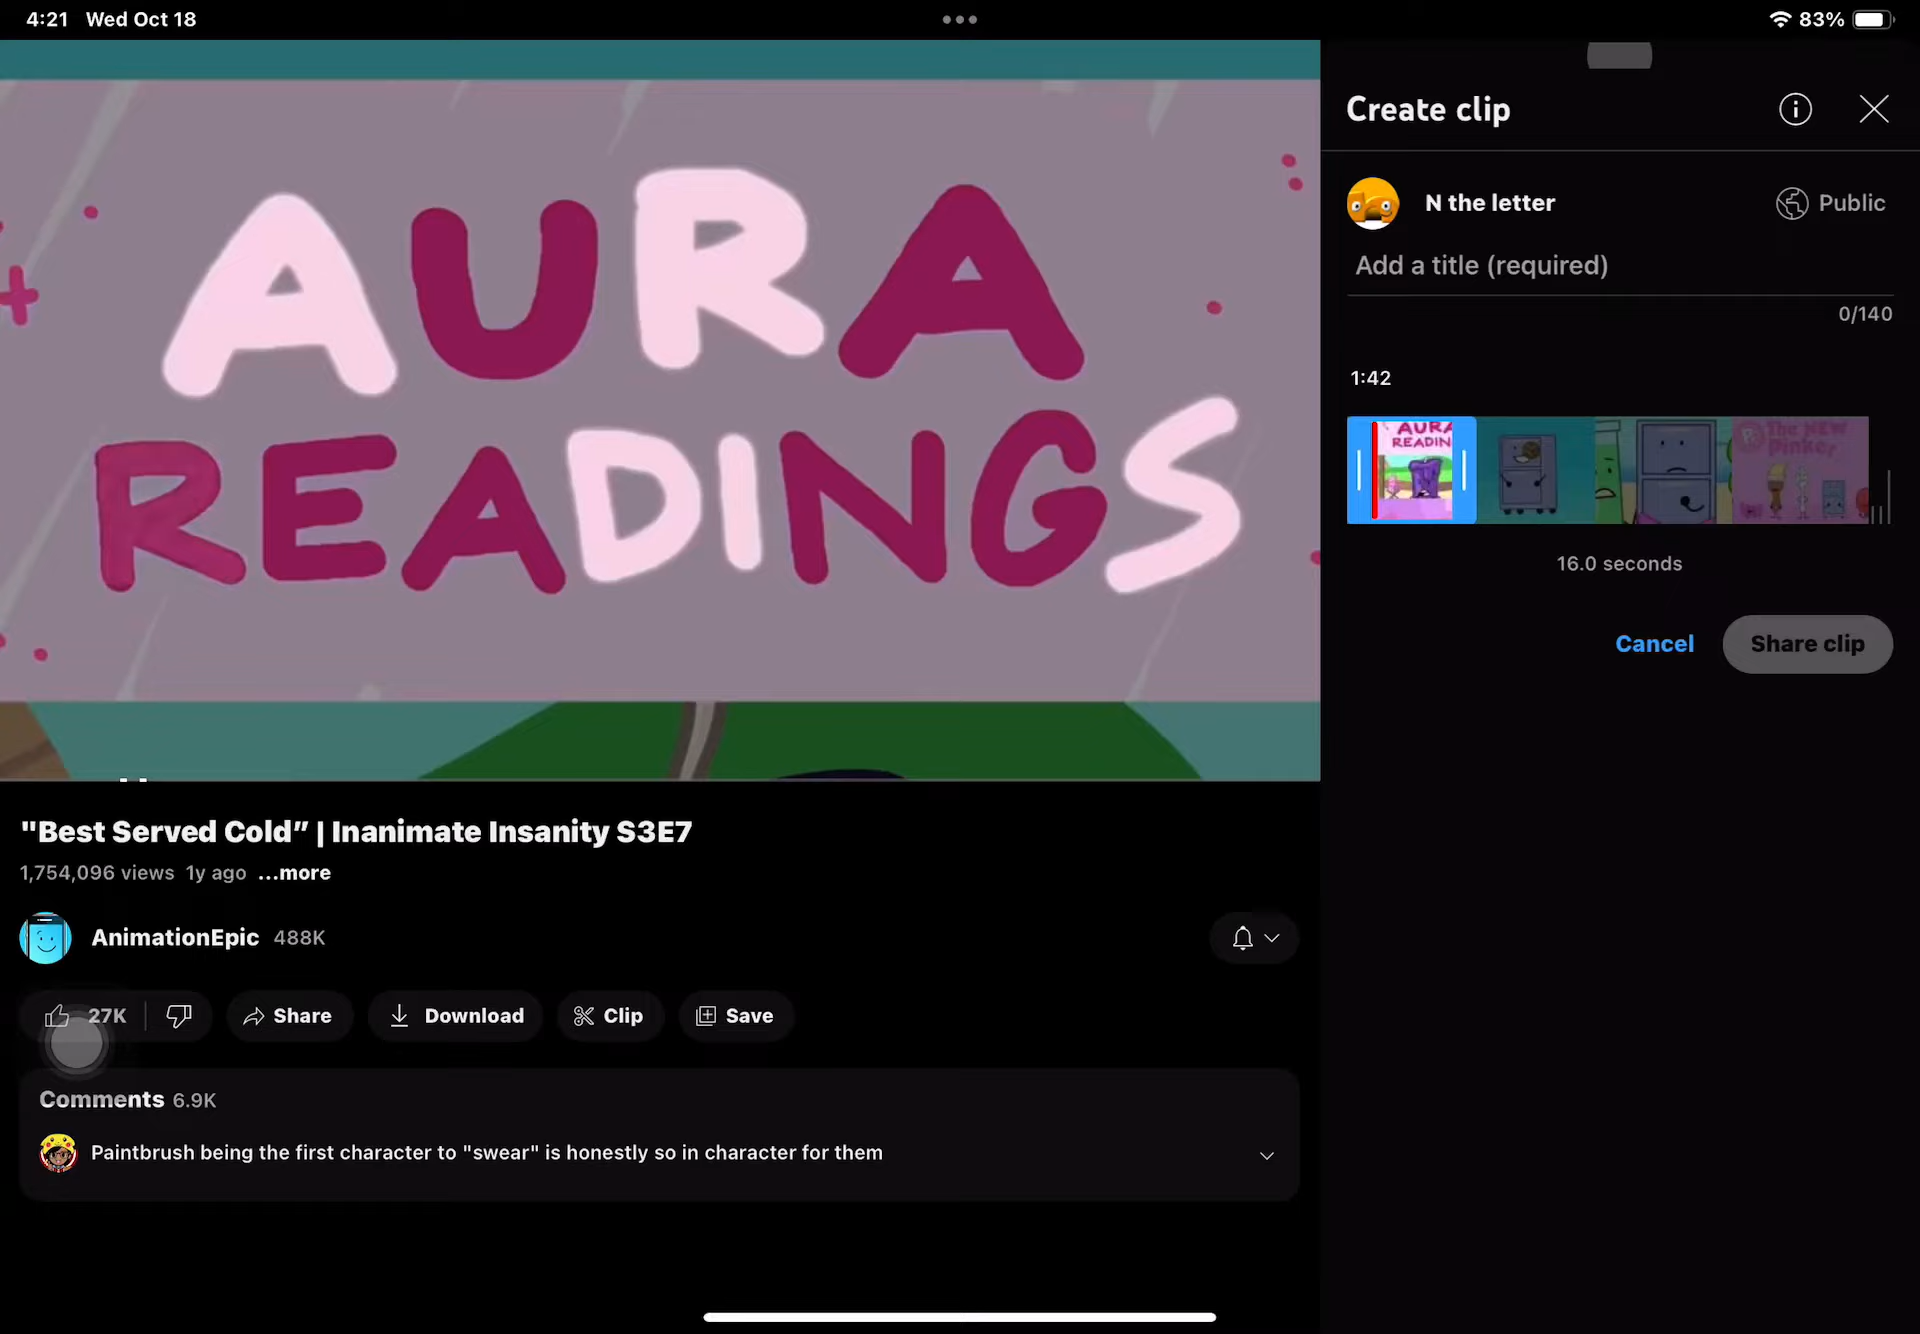 4:21 Wed Oct 18
83%
AURA
READINGS
Create clip
N the letter
Public
Add a title (required)
0/140
1:42
AURA
READIN
The NEW
Pinker
16.0 seconds
Cancel
Share clip
"Best Served Cold” | Inanimate Insanity S3E7
1,754,096 views 1y ago ...more
AnimationEpic 488K
27K
Share
Download
Clip
Save
Comments 6.9K
Paintbrush being the first character to "swear" is honestly so in character for them